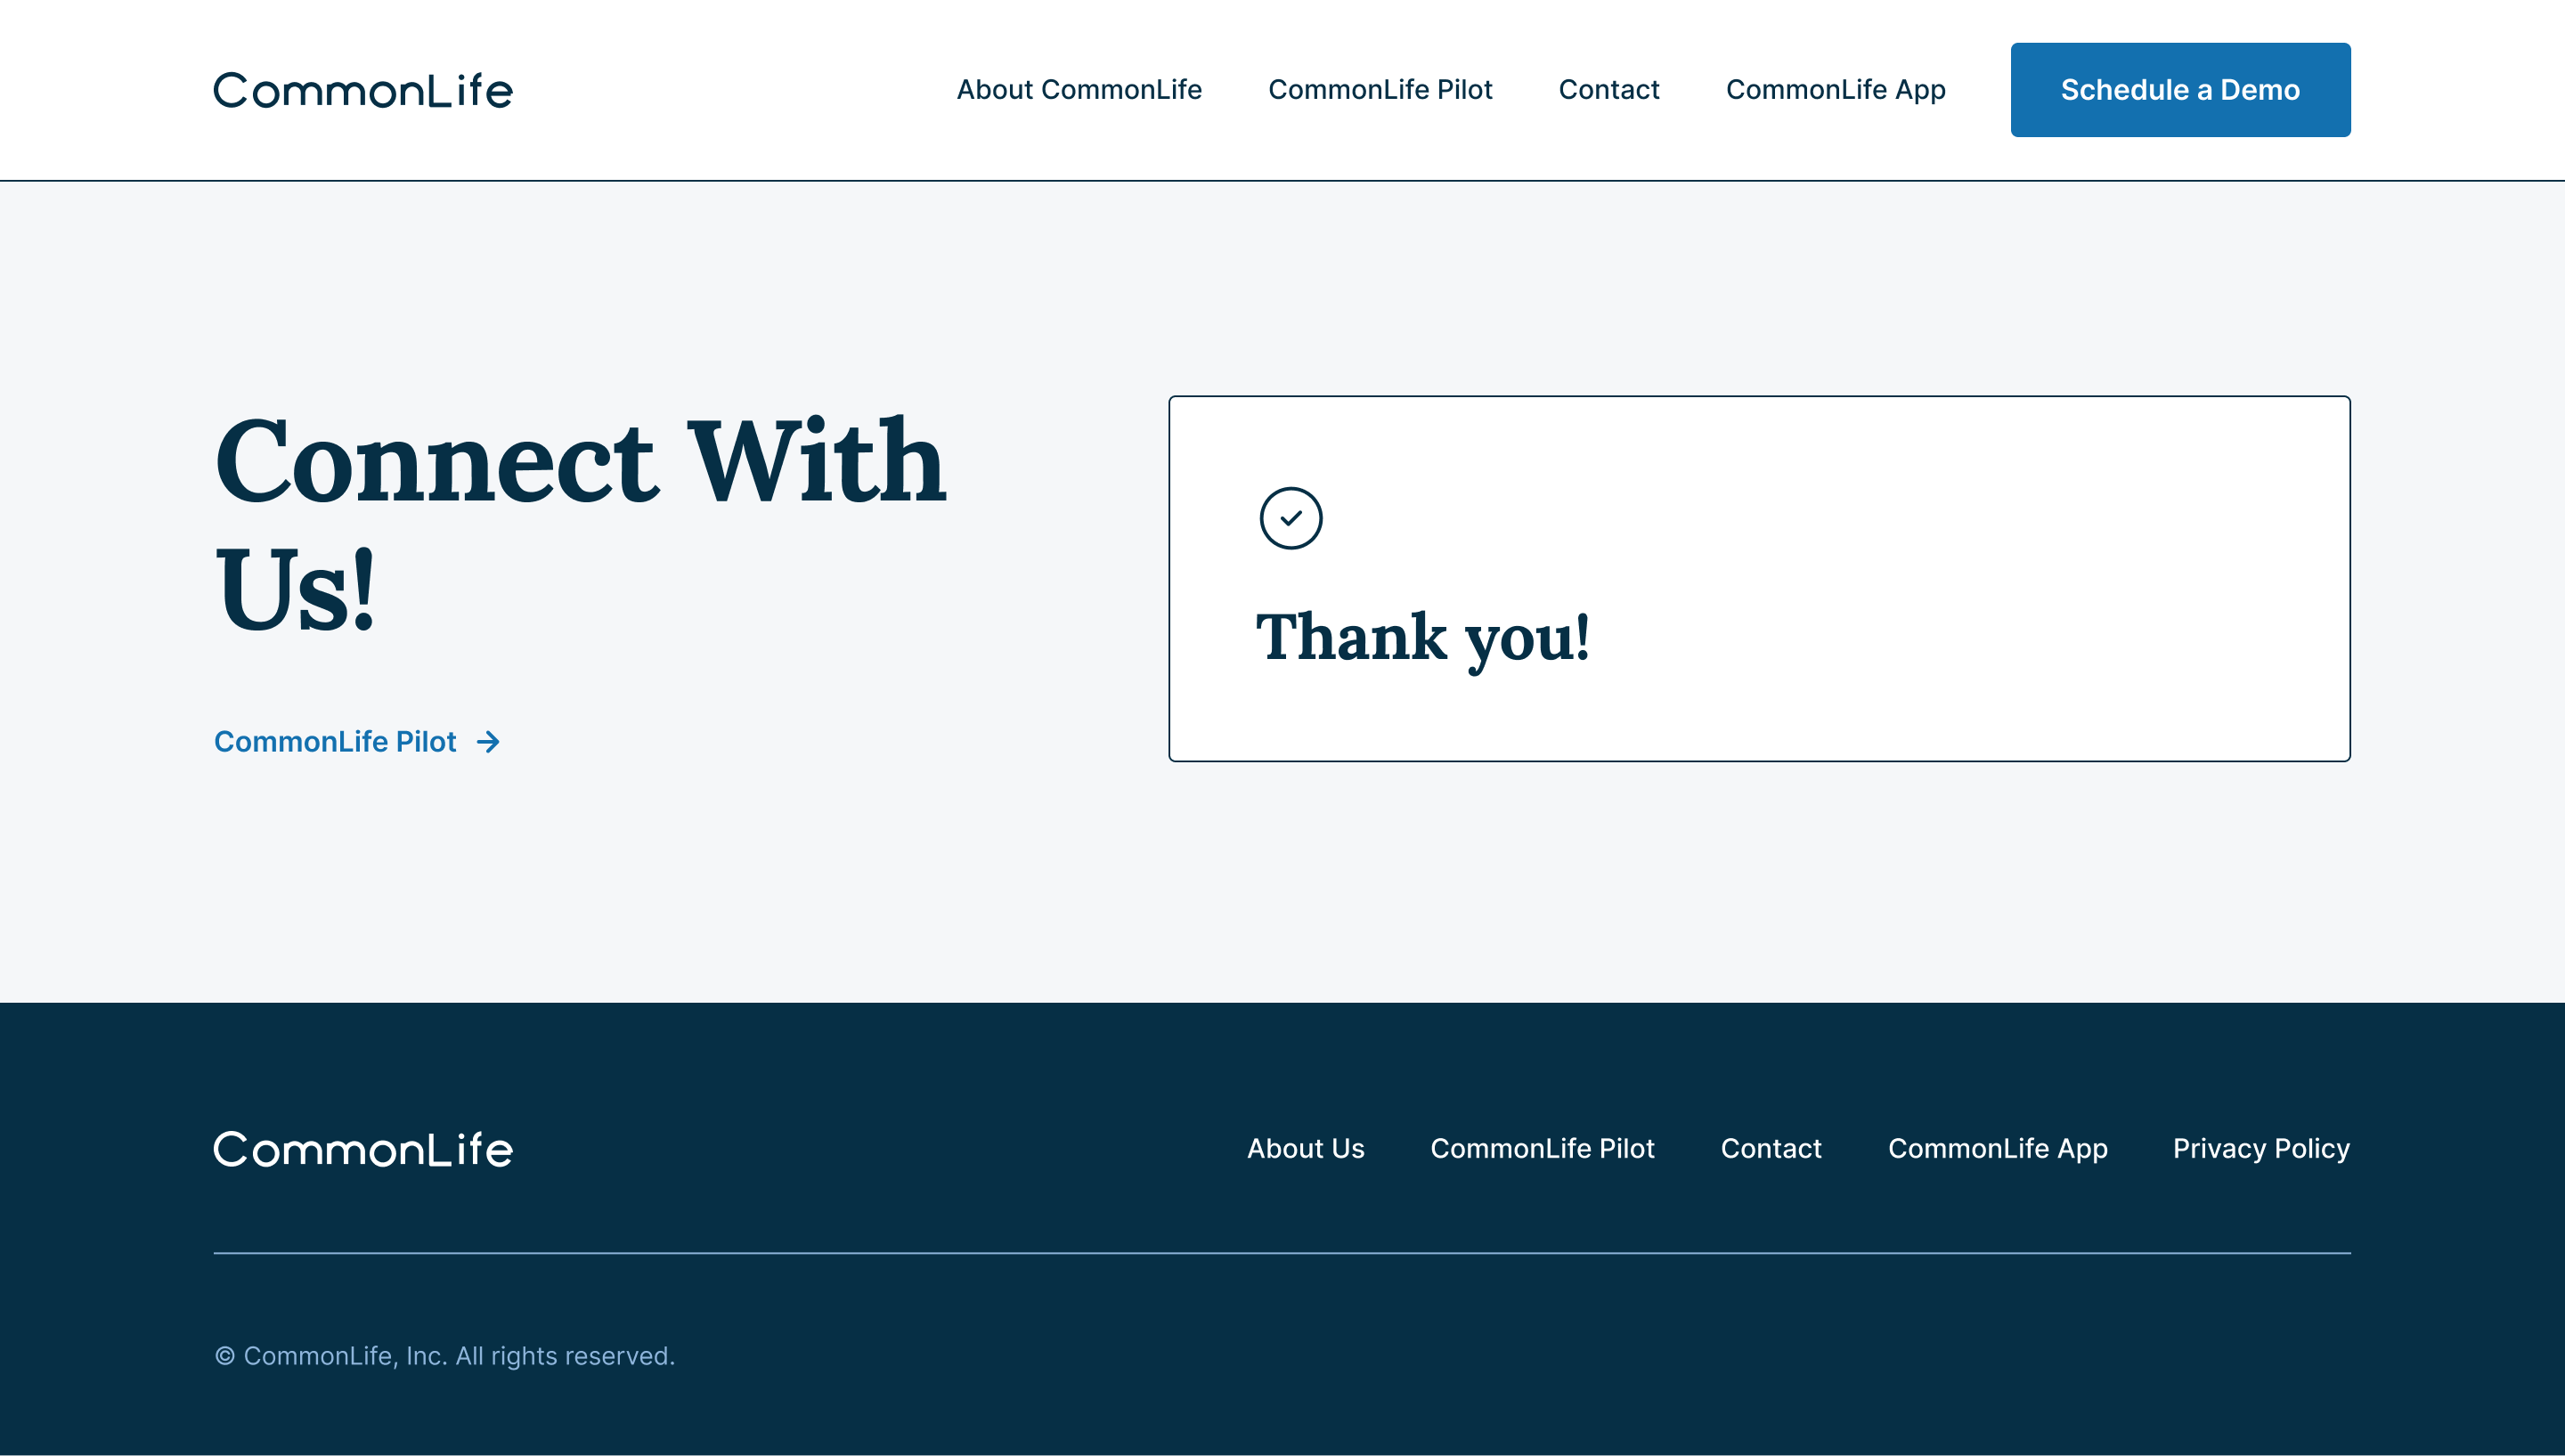 CommonLife
About CommonLife
CommonLife Pilot
Contact
CommonLife App
Schedule a Demo
Connect With
Us!
CommonLife Pilot
Thank you!
CommonLife
About Us
CommonLife Pilot
Contact
CommonLife App
Privacy Policy
© CommonLife, Inc. All rights reserved.